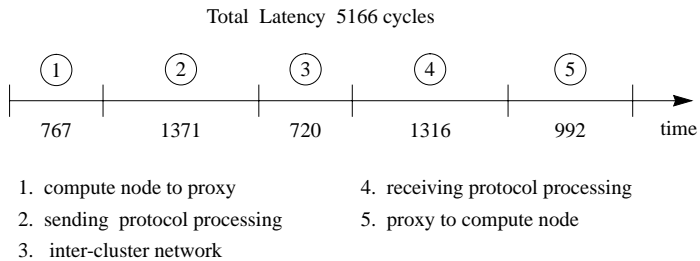 Total Latency 5166 cycles
1 2 3 4 5
767 1371 720 1316 992 time
1. compute node to proxy
2. sending protocol processing
3. inter-cluster network
4. receiving protocol processing
5. proxy to compute node